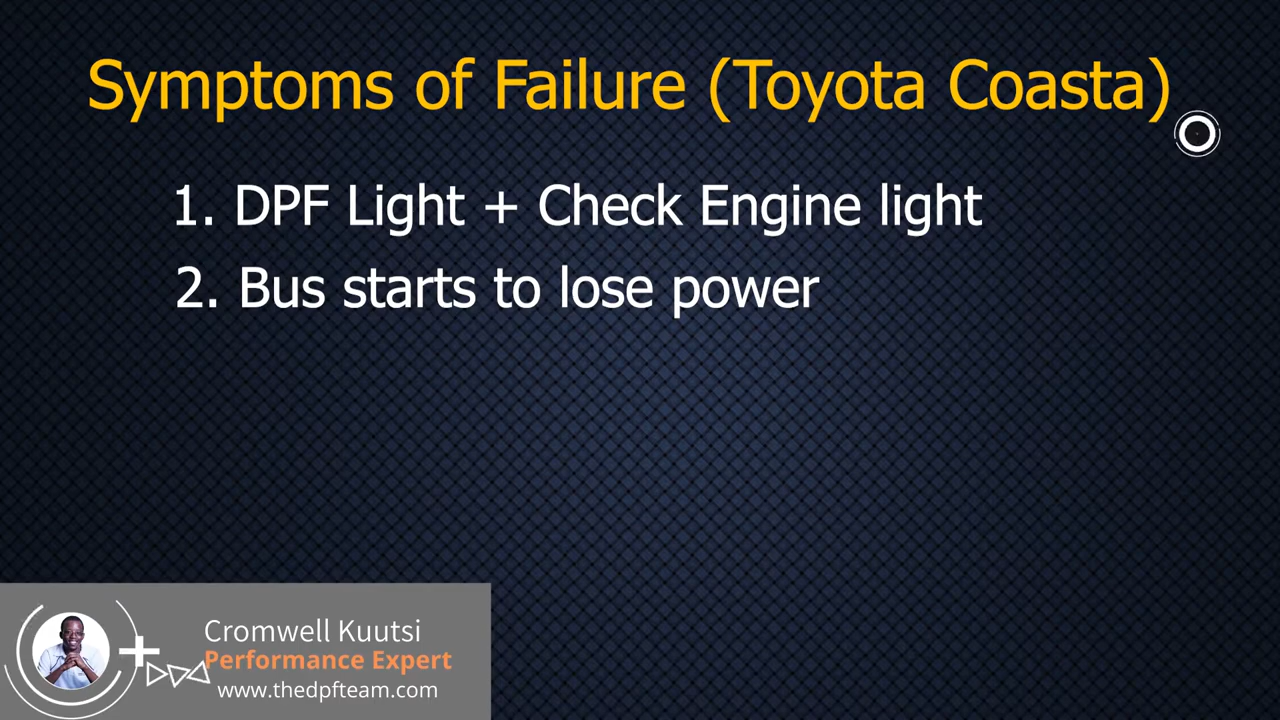 Symptoms of Failure (Toyota Coasta)
1. DPF Light + Check Engine light
2. Bus starts to lose power
Cromwell Kuutsi
Performance Expert
www.thedpfteam.com